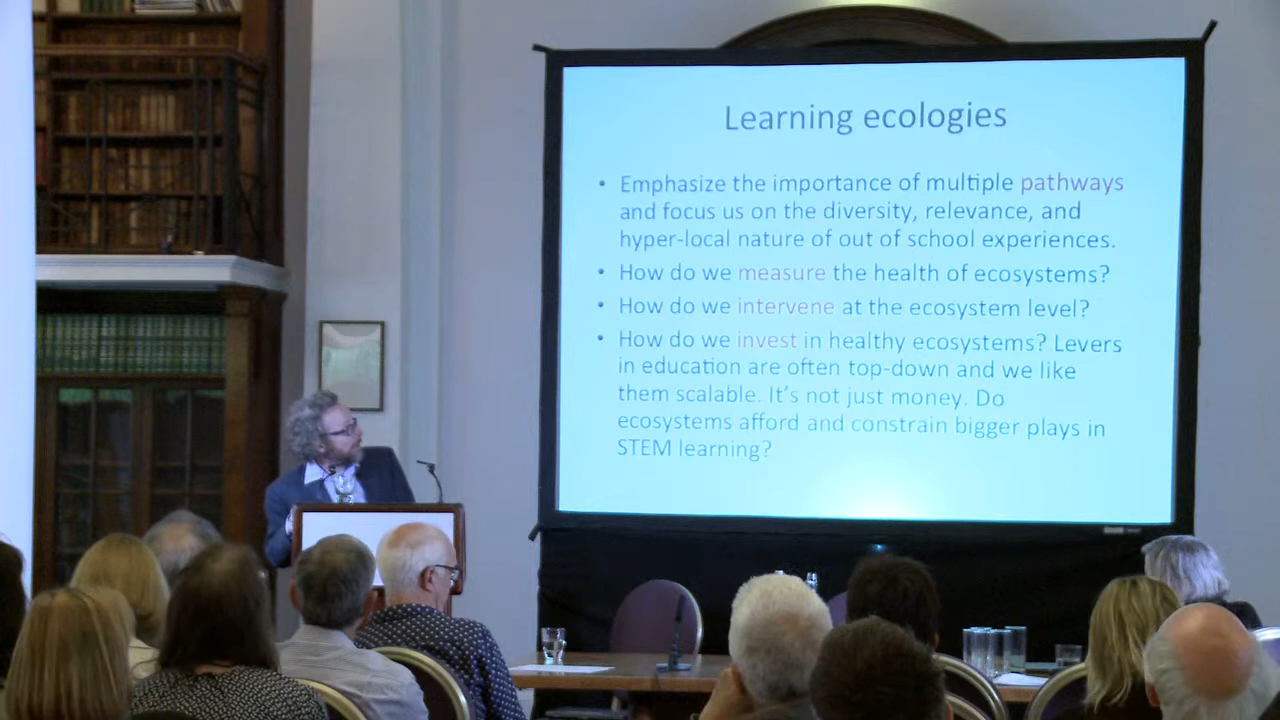 Learning ecologies
• Emphasize the importance of multiple pathways
and focus us on the diversity, relevance, and
hyper-local nature of out of school experiences.
• How do we measure the health of ecosystems?
• How do we intervene at the ecosystem level?
• How do we invest in healthy ecosystems? Levers
in education are often top-down and we like
them scalable. It's not just money. Do
ecosystems afford and constrain bigger plays in
STEM learning?